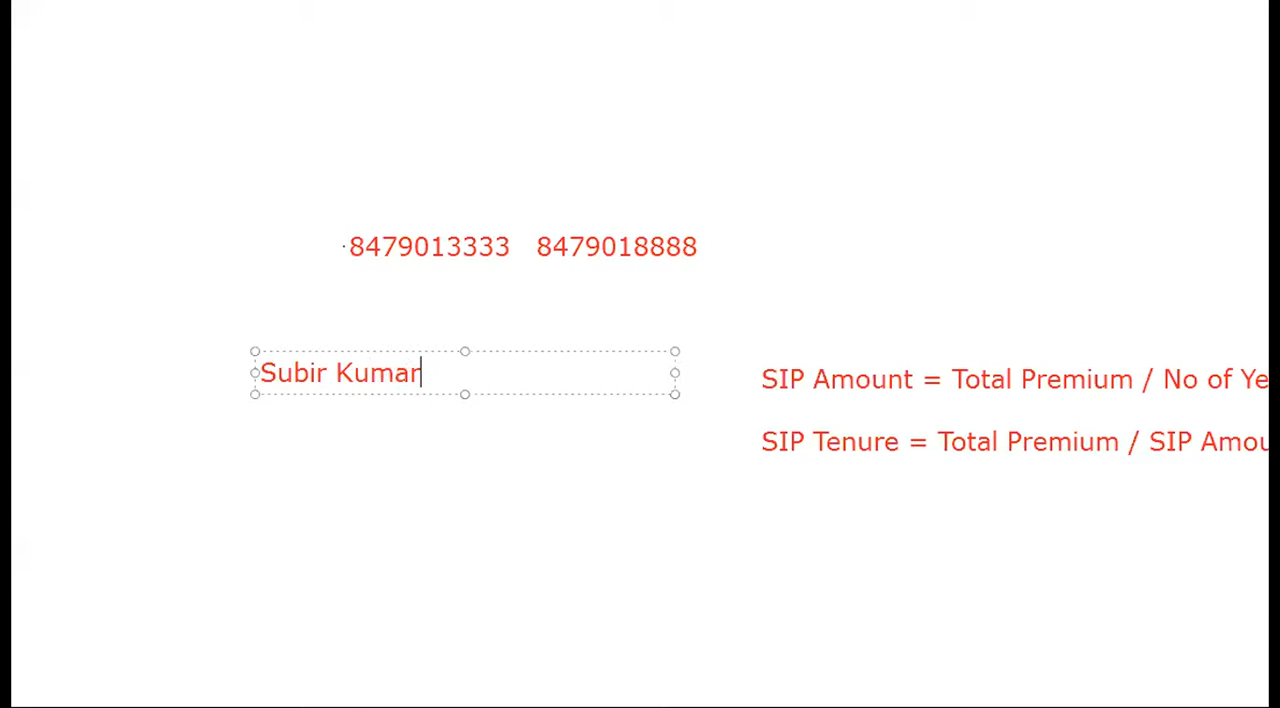 8479013333 8479018888
Subir Kumar
SIP Amount = Total Premium / No of Ye
SIP Tenure = Total Premium / SIP Amou